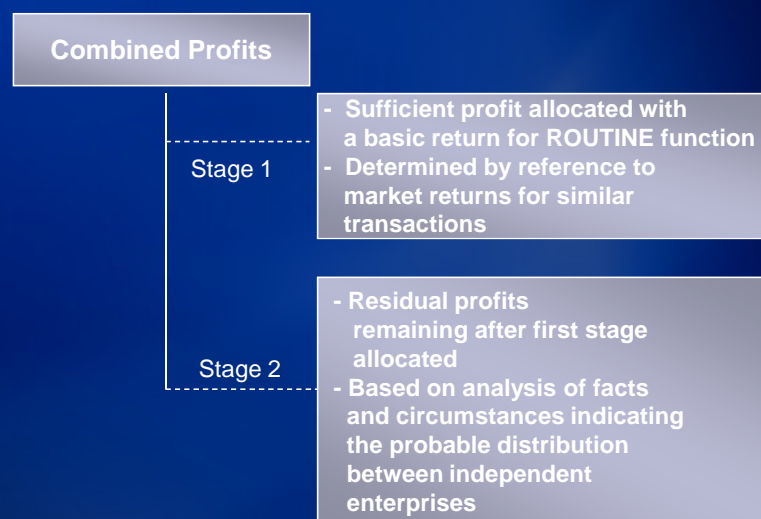 Combined Profits
- Sufficient profit allocated with
a basic return for ROUTINE function
Stage 1
- Determined by reference to
market returns for similar
transactions
- Residual profits
remaining after first stage
allocated
Stage 2
- Based on analysis of facts
and circumstances indicating
the probable distribution
between independent
enterprises